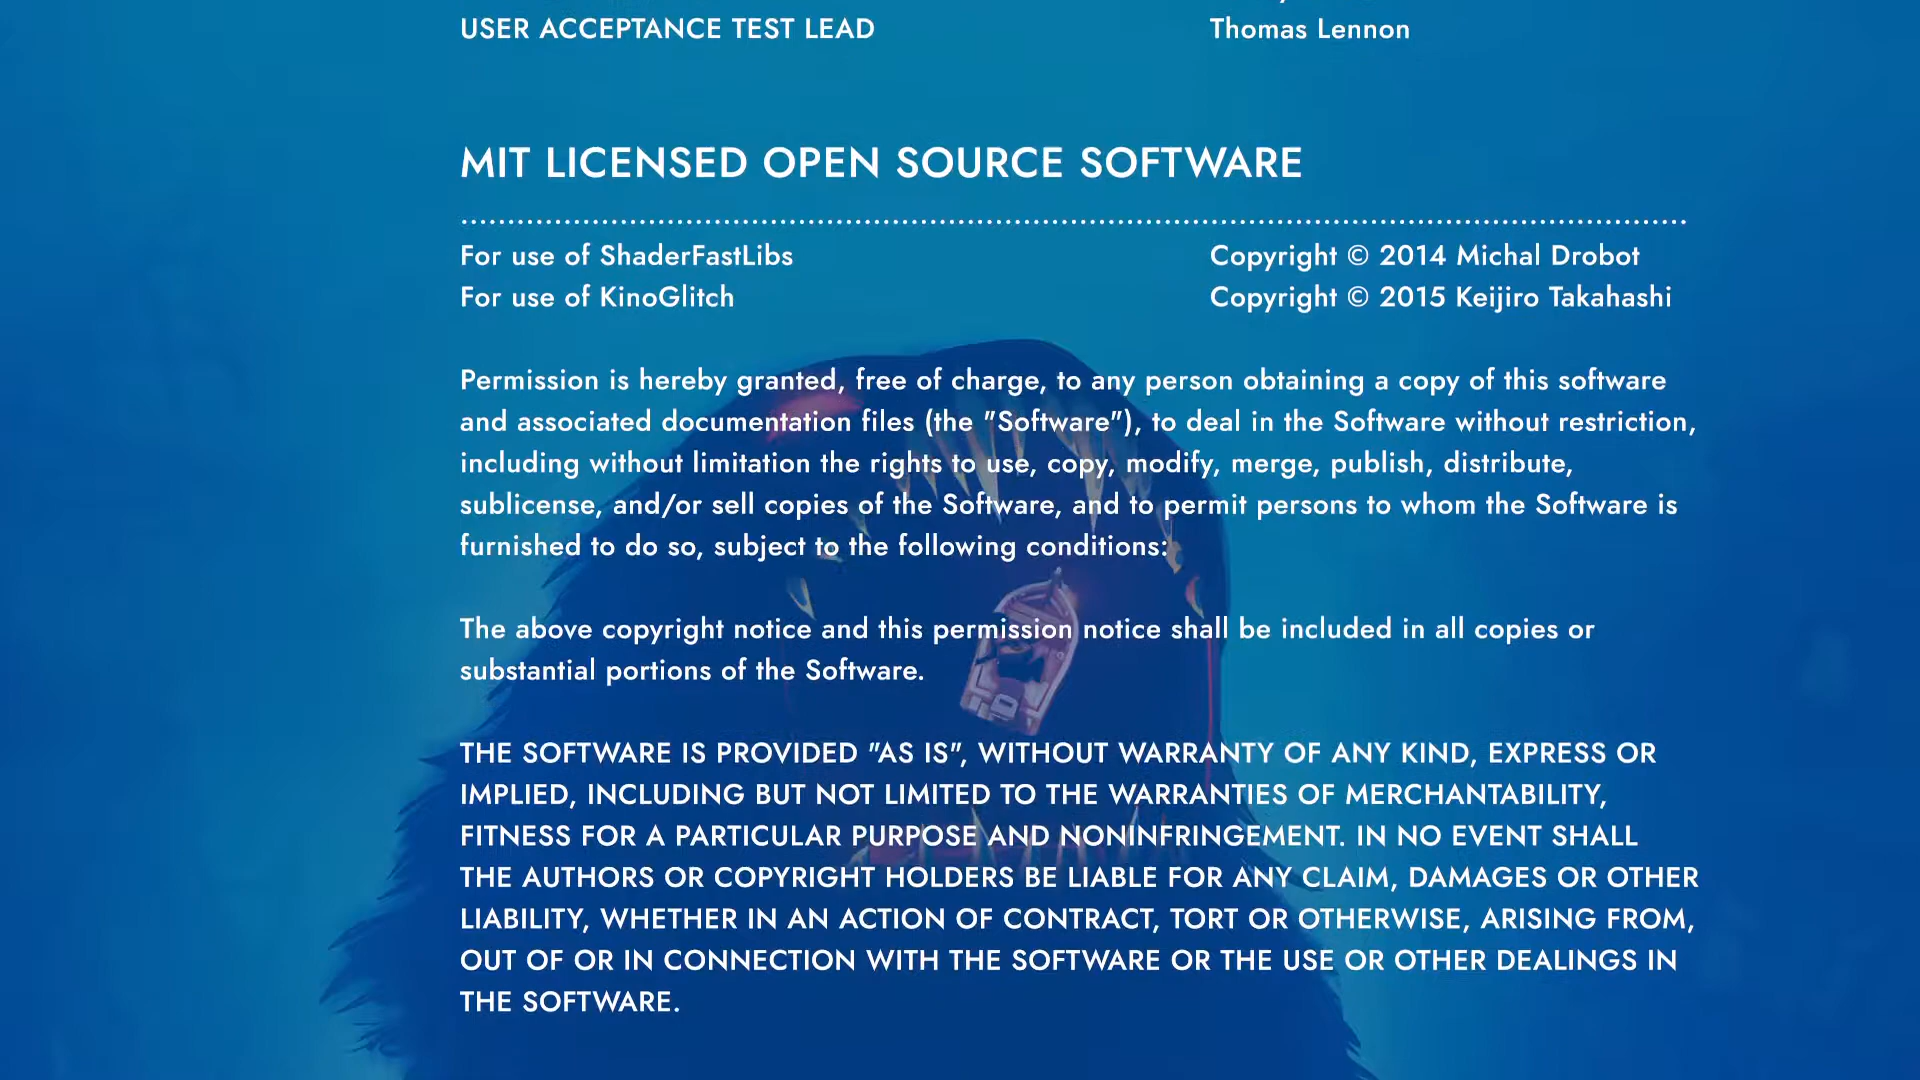 USER ACCEPTANCE TEST LEAD Thomas Lennon
MIT LICENSED OPEN SOURCE SOFTWARE
For use of ShaderFastLibs Copyright © 2014 Michal Drobot
For use of KinoGlitch Copyright © 2015 Keijiro Takahashi
Permission is hereby granted, free of charge, to any person obtaining a copy of this software
and associated documentation files (the "Software"), to deal in the Software without restriction,
including without limitation the rights to use, copy, modify, merge, publish, distribute,
sublicense, and/or sell copies of the Software, and to permit persons to whom the Software is
furnished to do so, subject to the following conditions:
The above copyright notice and this permission notice shall be included in all copies or
substantial portions of the Software.
THE SOFTWARE IS PROVIDED "AS IS", WITHOUT WARRANTY OF ANY KIND, EXPRESS OR
IMPLIED, INCLUDING BUT NOT LIMITED TO THE WARRANTIES OF MERCHANTABILITY,
FITNESS FOR A PARTICULAR PURPOSE AND NONINFRINGEMENT. IN NO EVENT SHALL
THE AUTHORS OR COPYRIGHT HOLDERS BE LIABLE FOR ANY CLAIM, DAMAGES OR OTHER
LIABILITY, WHETHER IN AN ACTION OF CONTRACT, TORT OR OTHERWISE, ARISING FROM,
OUT OF OR IN CONNECTION WITH THE SOFTWARE OR THE USE OR OTHER DEALINGS IN
THE SOFTWARE.